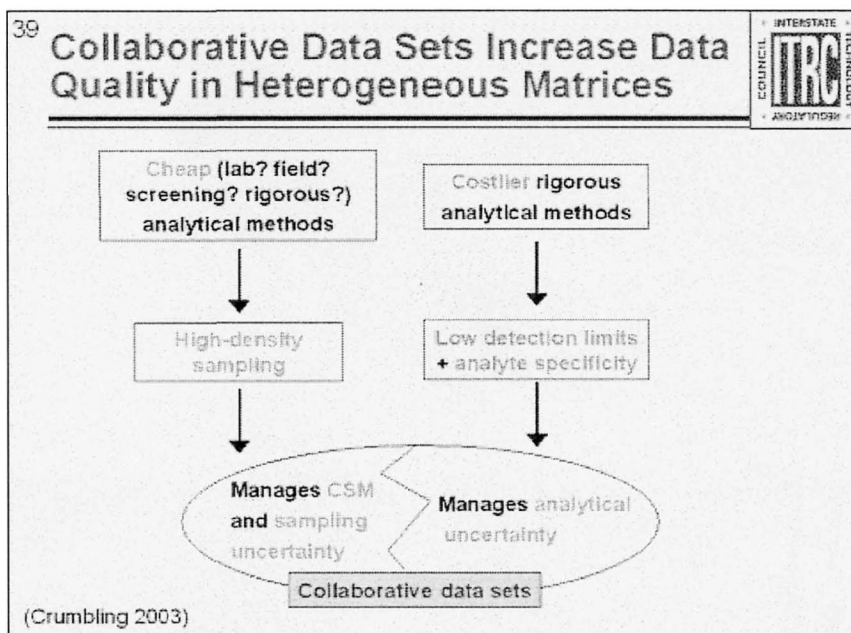 39
Collaborative Data Sets Increase Data
Quality in Heterogeneous Matrices
INTERSTATE
COUNCIL
ITRC
TECHNOLOGY
REGULATORY
Cheap (lab? field?
screening? rigorous?)
analytical methods
Costlier rigorous
analytical methods
High-density
sampling
Low detection limits
+ analyte specificity
Manages CSM
and sampling
uncertainty
Manages analytical
uncertainty
Collaborative data sets
(Crumbling 2003)